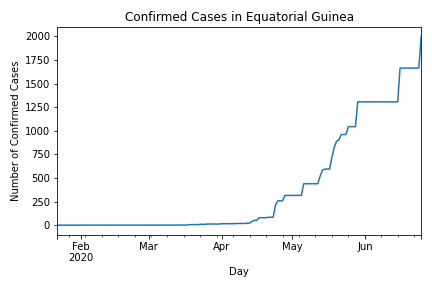 Confirmed Cases in Equatorial Guinea
2000
1750
1500
1250
1000
750
500
250
0
Number of Confirmed Cases
Feb
2020
Mar
Apr
May
Jun
Day